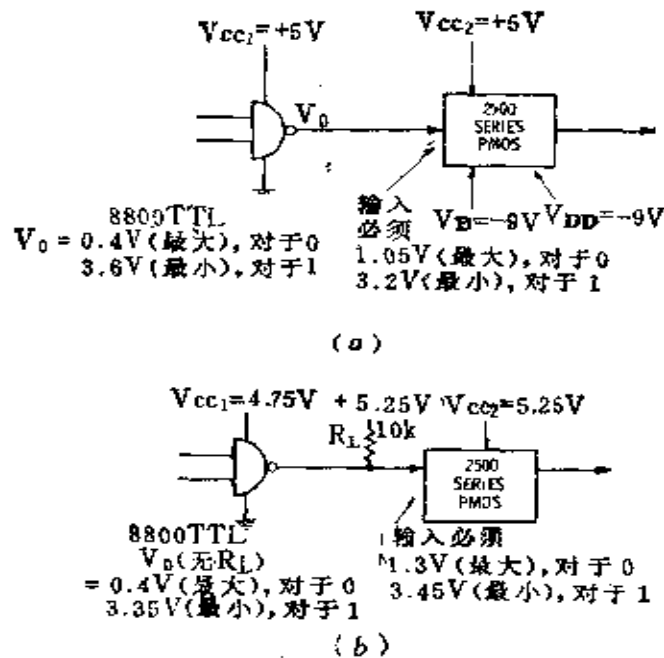 Vcc₁=+5V
Vcc₂=+5V
V₀
2500
SERIES
PMOS
8800TTL
V₀=0.4V(最大),对于0
3.6V(最小),对于1
输入
必须
1.05V(最大),对于0
3.2V(最小),对于1
V_B=-9V
V_DD=-9V
(a)
Vcc₁=4.75V
+5.25V
Vcc₂=5.25V
R_L
10k
2500
SERIES
PMOS
8800TTL
V₀(无R_L)
=0.4V(最大),对于0
3.35V(最小),对于1
输入必须
1.3V(最大),对于0
3.45V(最小),对于1
(b)